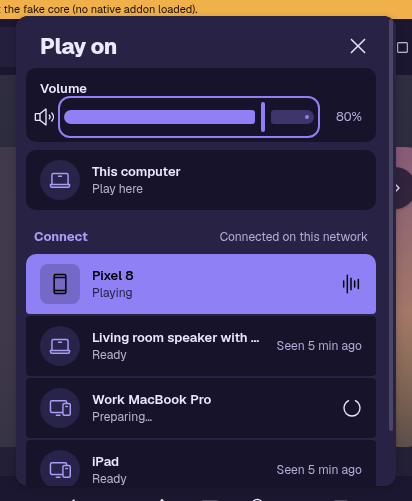 the fake core (no native addon loaded).
Play on
Volume
80%
This computer
Play here
Connect
Connected on this network
Pixel 8
Playing
Living room speaker with ...
Ready
Seen 5 min ago
Work MacBook Pro
Preparing...
iPad
Ready
Seen 5 min ago